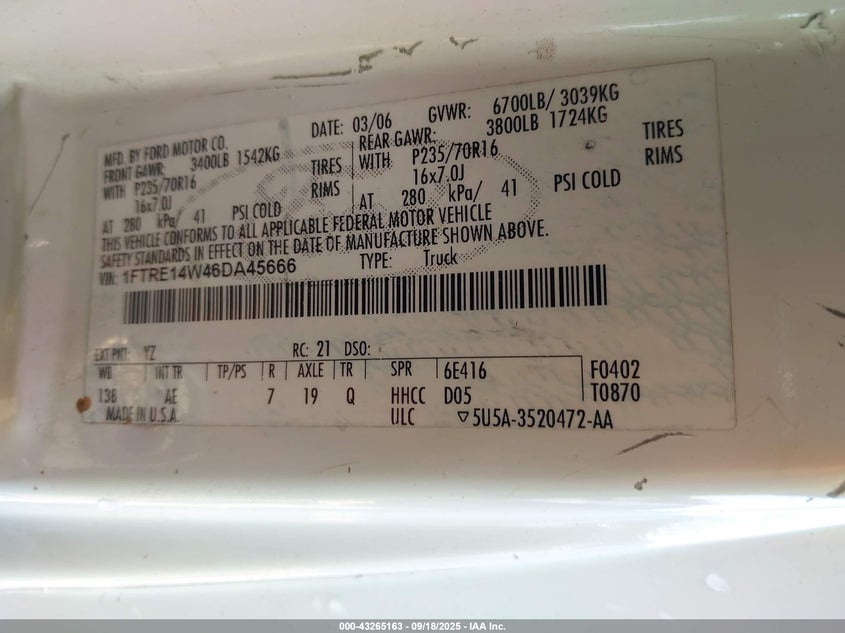 MFD. BY FORD MOTOR CO. DATE: 03/06 GVWR: 6700LB/ 3039KG
FRONT GAWR: 3400LB 1542KG REAR GAWR: 3800LB 1724KG
WITH P235/70R16 TIRES WITH P235/70R16 TIRES
16x7.0J RIMS 16x7.0J RIMS
AT 280 kPa/ 41 PSI COLD AT 280 kPa/ 41 PSI COLD
THIS VEHICLE CONFORMS TO ALL APPLICABLE FEDERAL MOTOR VEHICLE
SAFETY STANDARDS IN EFFECT ON THE DATE OF MANUFACTURE SHOWN ABOVE.
VIN: 1FTRE14W46DA45666 TYPE: Truck
EXT PNT: YZ RC: 21 DSO:
WB INT TR TP/PS R AXLE TR SPR 6E416 F0402
138 AE 7 19 Q HHCC D05 T0870
MADE IN U.S.A. ULC ▽5U5A-3520472-AA
000-43265163 - 09/18/2025 - IAA Inc.